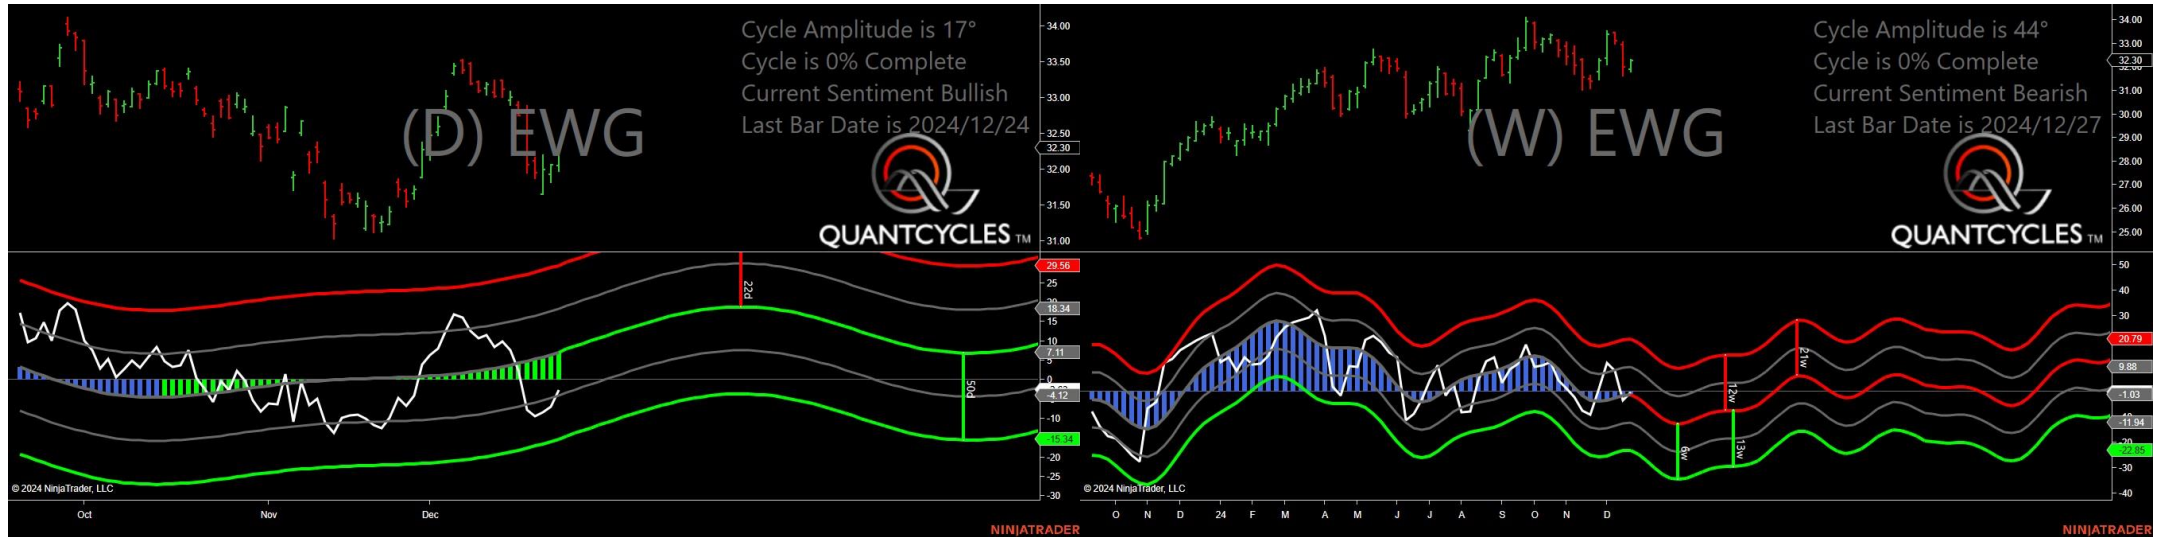 Cycle Amplitude is 17°
Cycle is 0% Complete
Current Sentiment Bullish
Last Bar Date is 2024/12/24
(D) EWG
QUANTCYCLES TM
34.00
33.50
33.00
32.50
32.30
32.00
31.50
31.00
29.56
25
18.34
15
10
7.11
0
-4.12
-10
-15.34
-20
-25
-30
22d
50d
© 2024 NinjaTrader, LLC
Oct Nov Dec
NINJATRADER
Cycle Amplitude is 44°
Cycle is 0% Complete
Current Sentiment Bearish
Last Bar Date is 2024/12/27
(W) EWG
QUANTCYCLES TM
34.00
33.00
32.30
31.00
30.00
29.00
28.00
27.00
26.00
25.00
50
40
30
20.79
9.88
-1.03
-11.94
-22.85
-30
-40
6w
12w
13w
21w
© 2024 NinjaTrader, LLC
O N D 24 F M A M J J A S O N D
NINJATRADER